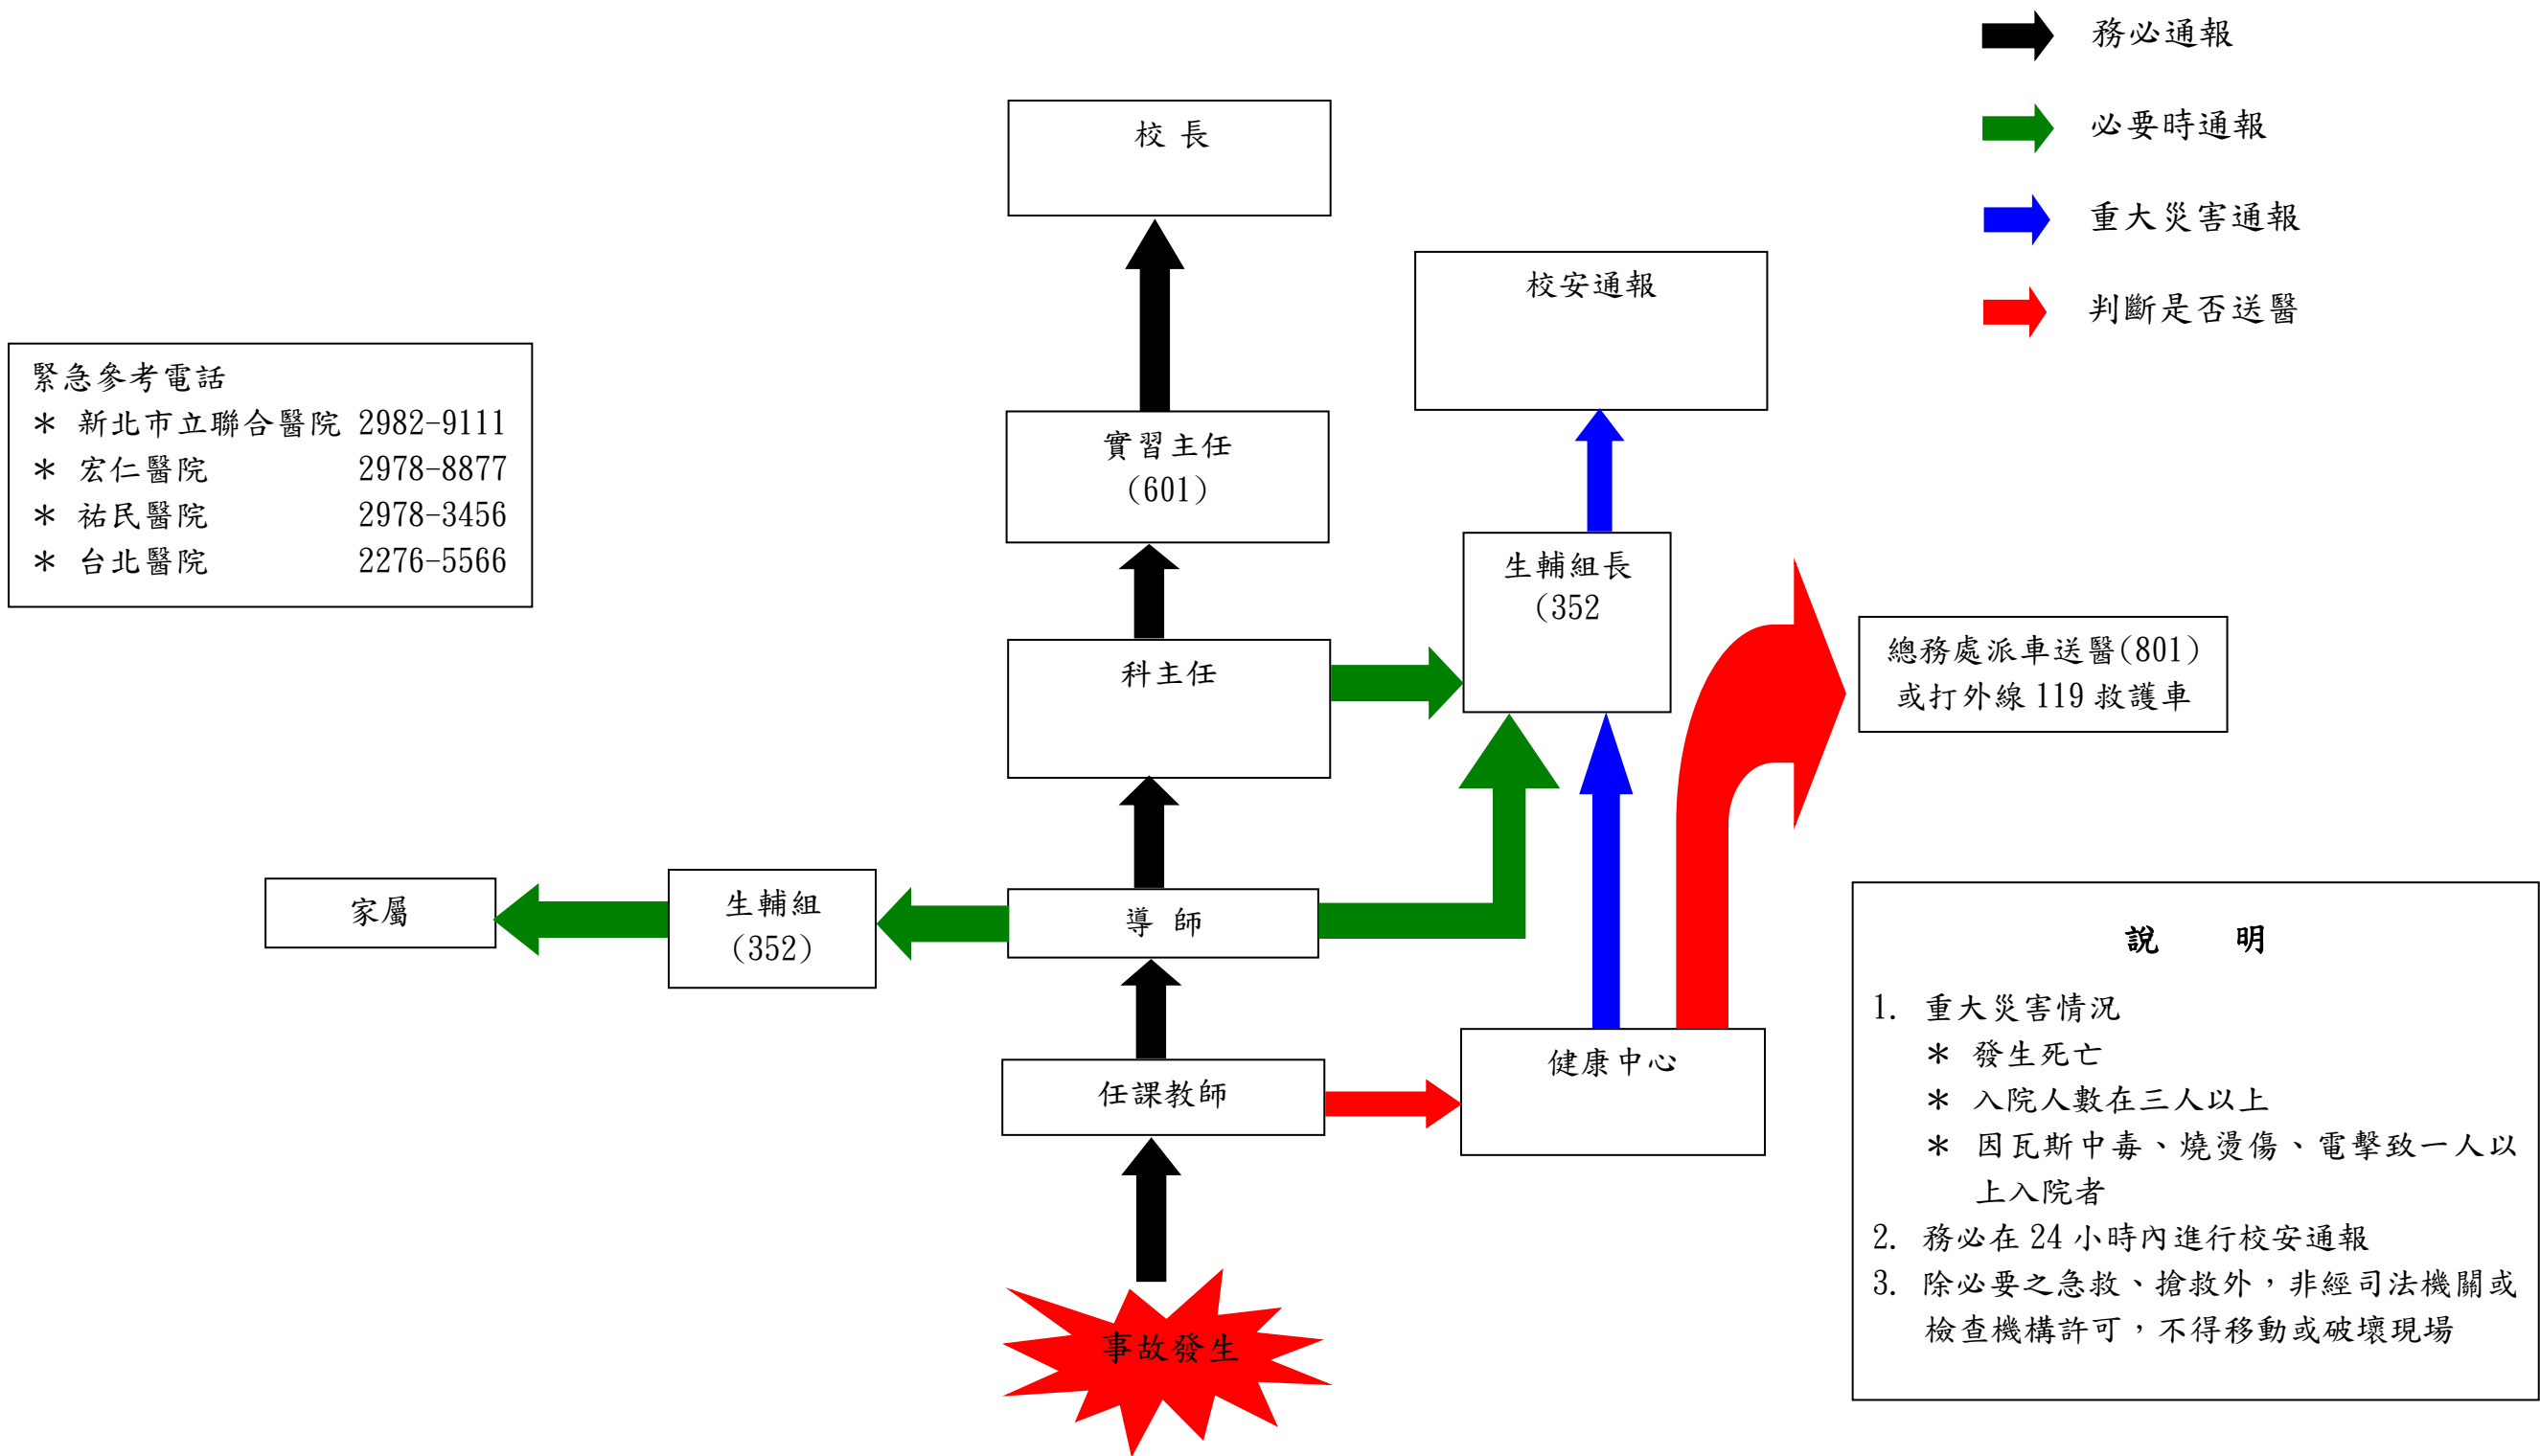 務必通報
必要時通報
重大災害通報
判斷是否送醫
校 長
校安通報
緊急參考電話
＊ 新北市立聯合醫院 2982-9111
＊ 宏仁醫院 2978-8877
＊ 祐民醫院 2978-3456
＊ 台北醫院 2276-5566
實習主任
(601)
生輔組長
(352
科主任
總務處派車送醫(801)
或打外線 119 救護車
家屬
生輔組
(352)
導 師
任課教師
健康中心
事故發生
說 明
1. 重大災害情況
＊ 發生死亡
＊ 入院人數在三人以上
＊ 因瓦斯中毒、燒燙傷、電擊致一人以
上入院者
2. 務必在 24 小時內進行校安通報
3. 除必要之急救、搶救外，非經司法機關或
檢查機構許可，不得移動或破壞現場